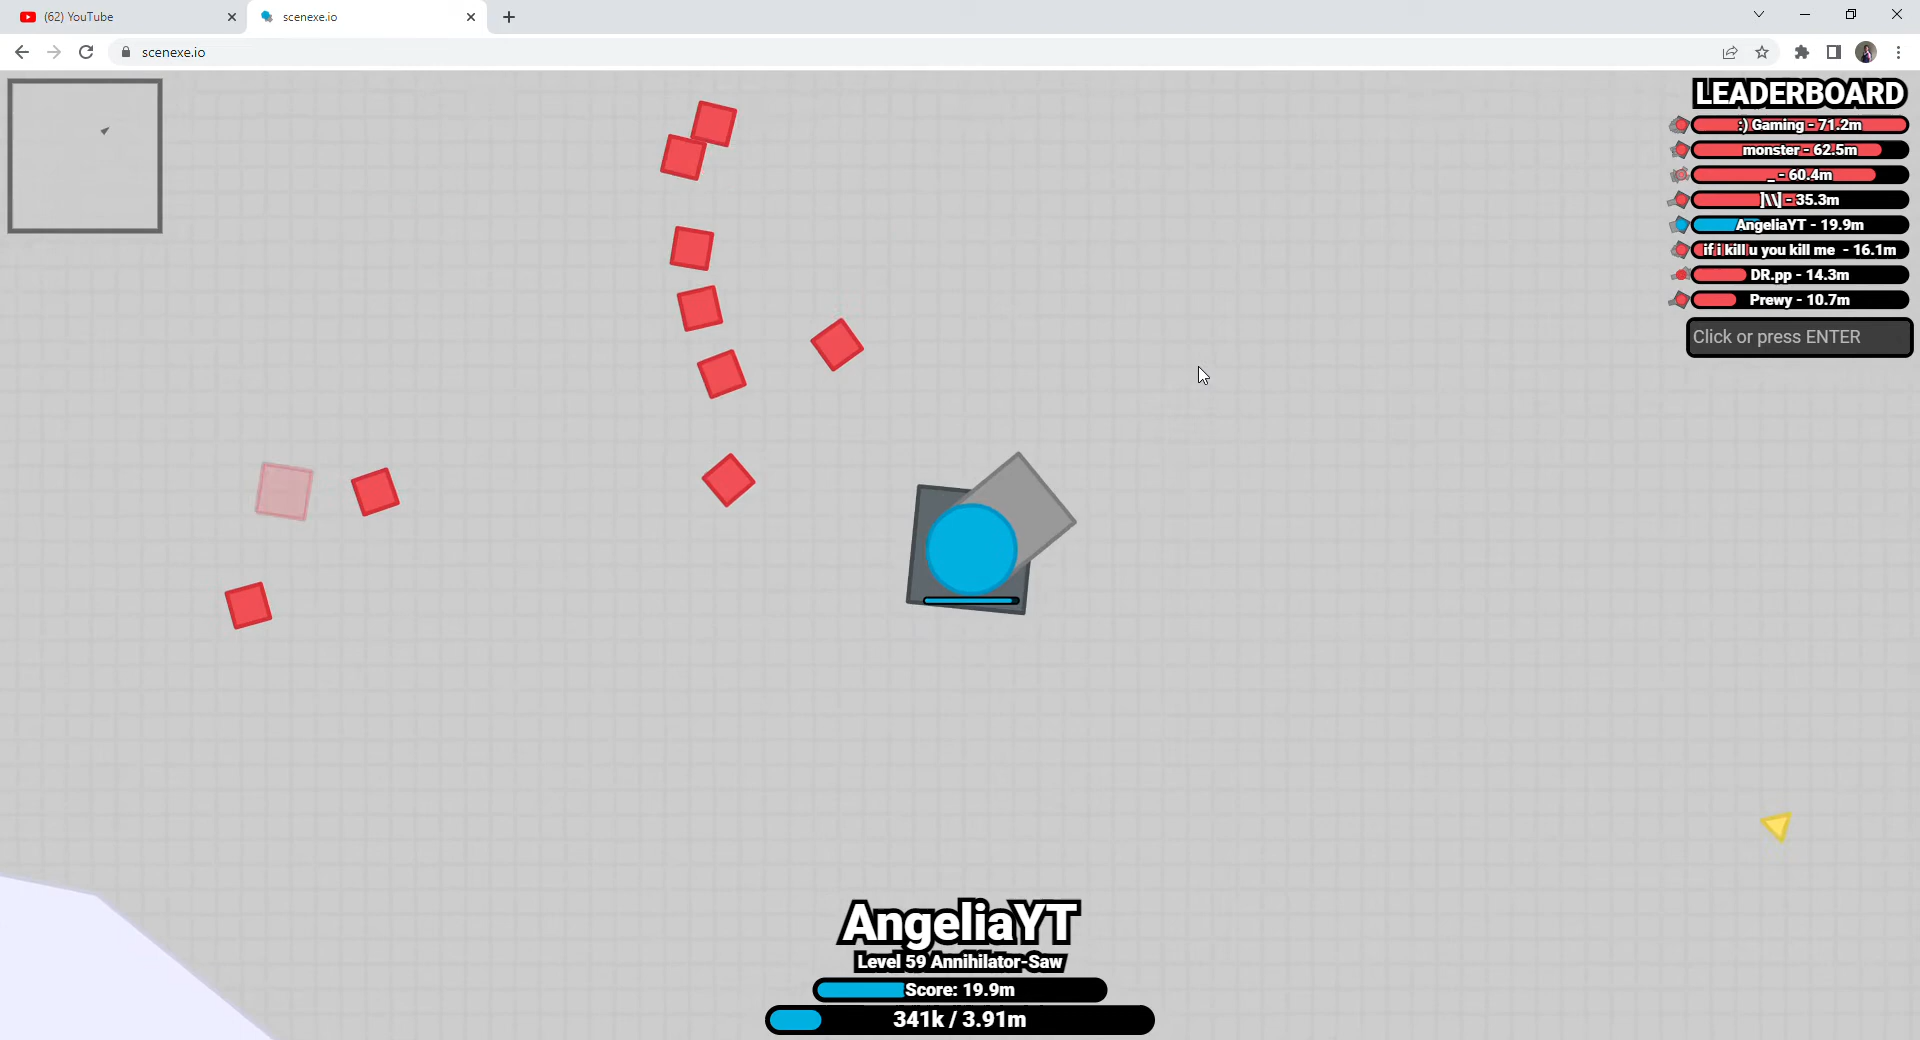 (62) YouTube
scenexe.io
scenexe.io
LEADERBOARD
:) Gaming - 71.2m
monster - 62.5m
_ - 60.4m
]\\] - 35.3m
AngeliaYT - 19.9m
if i kill u you kill me - 16.1m
DR.pp - 14.3m
Prewy - 10.7m
Click or press ENTER
AngeliaYT
Level 59 Annihilator-Saw
Score: 19.9m
341k / 3.91m